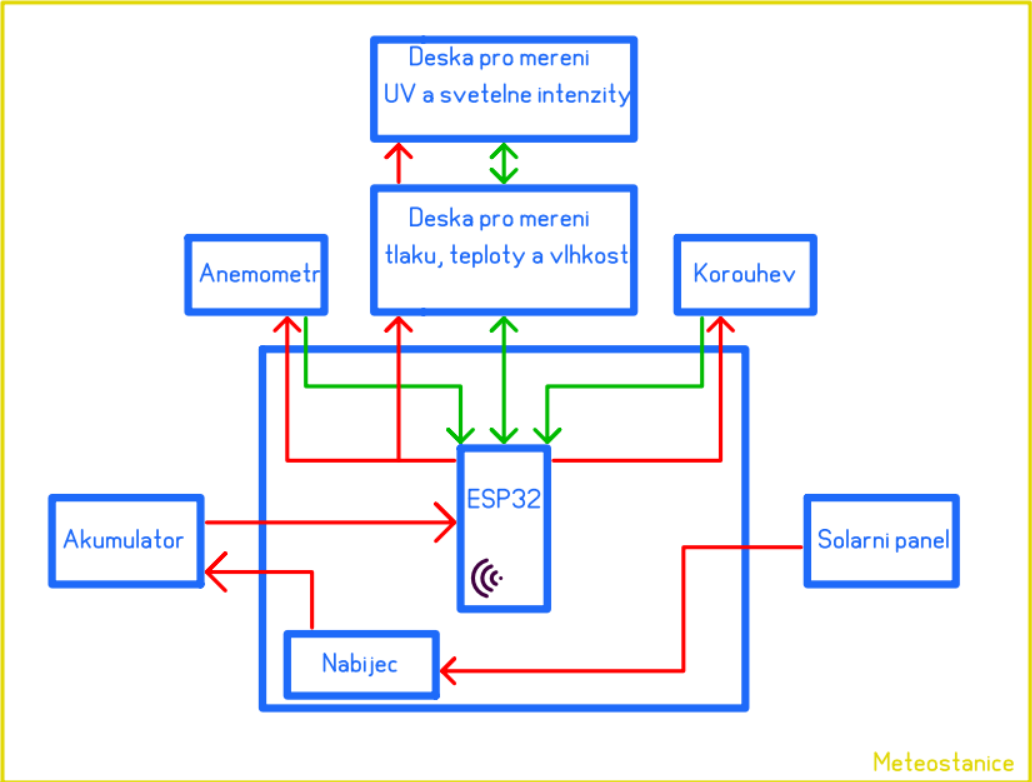 Deska pro mereni
UV a svetelne intenzity
Deska pro mereni
tlaku, teploty a vlhkost
Anemometr
Korouhev
ESP32
Akumulator
Solarni panel
Nabijec
Meteostanice